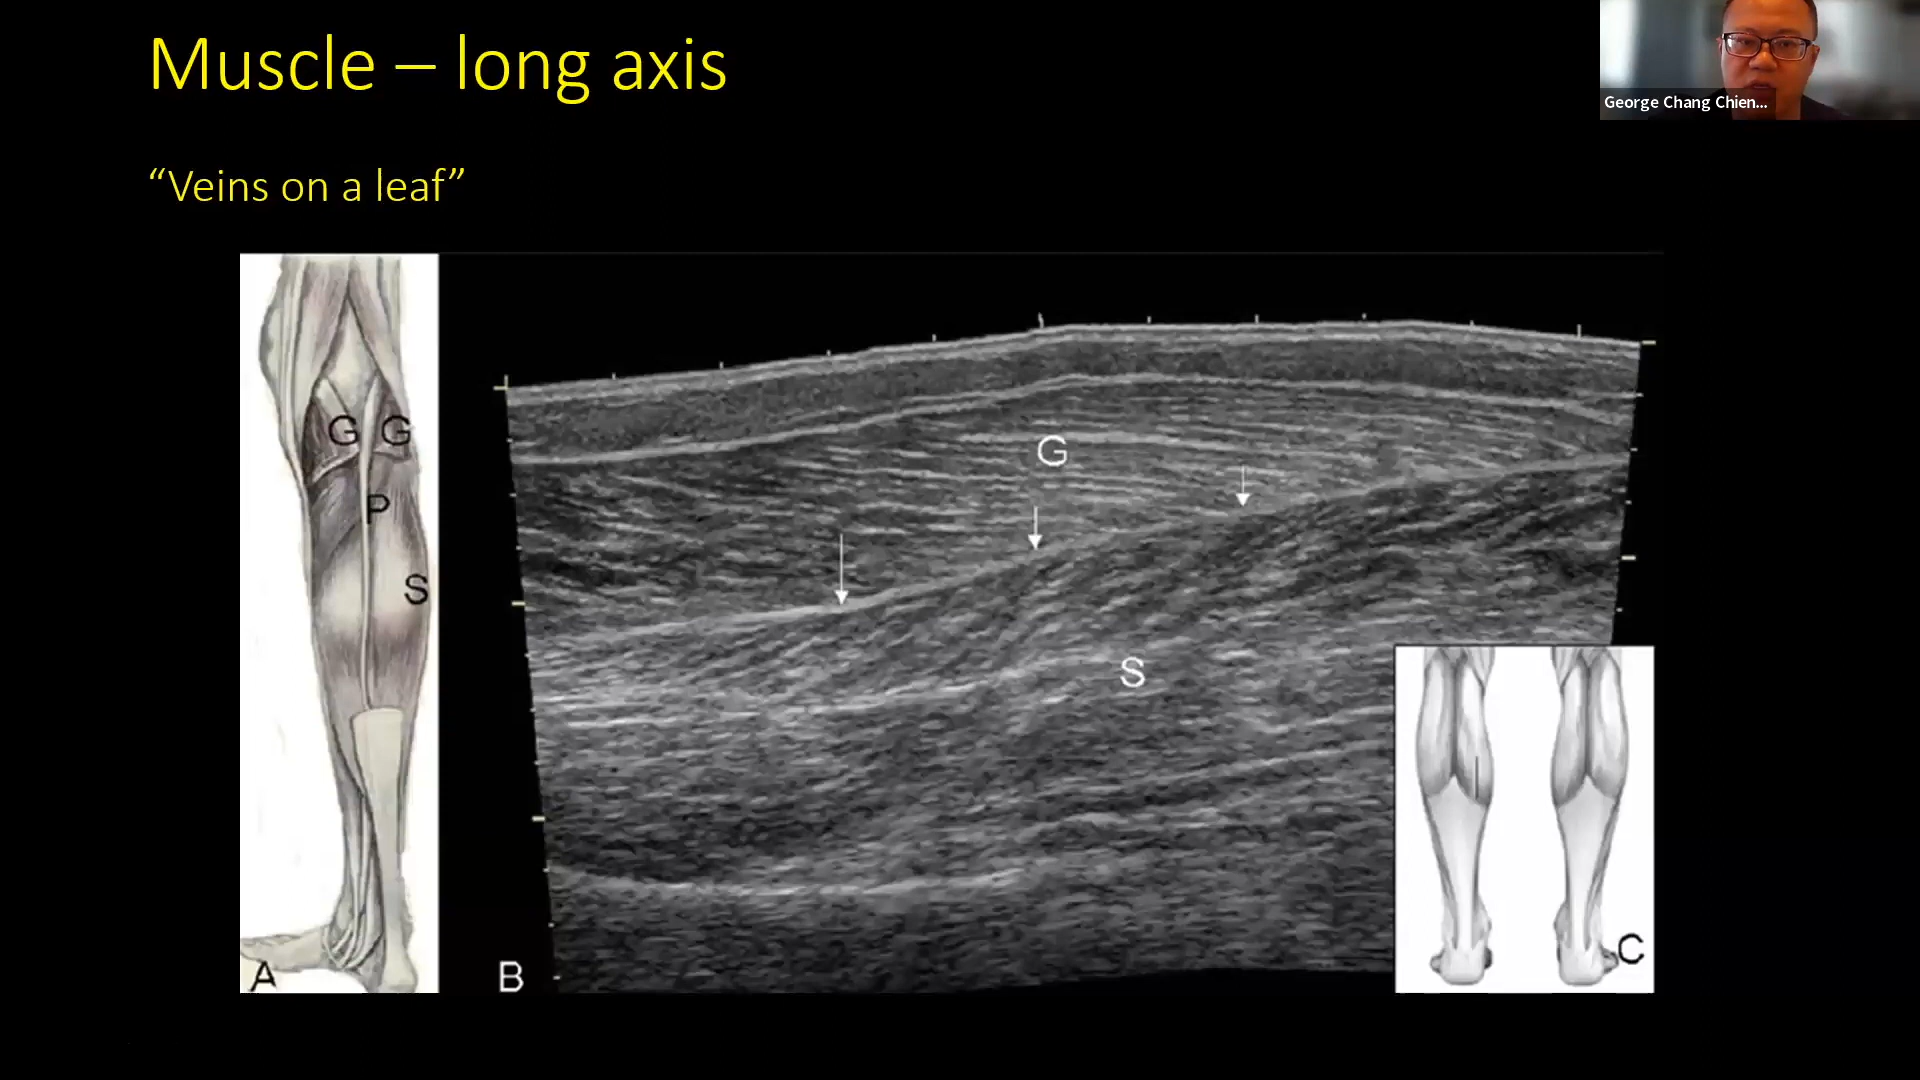 Muscle – long axis
George Chang Chien...
“Veins on a leaf”
G G
P
S
A
G
S
B
C